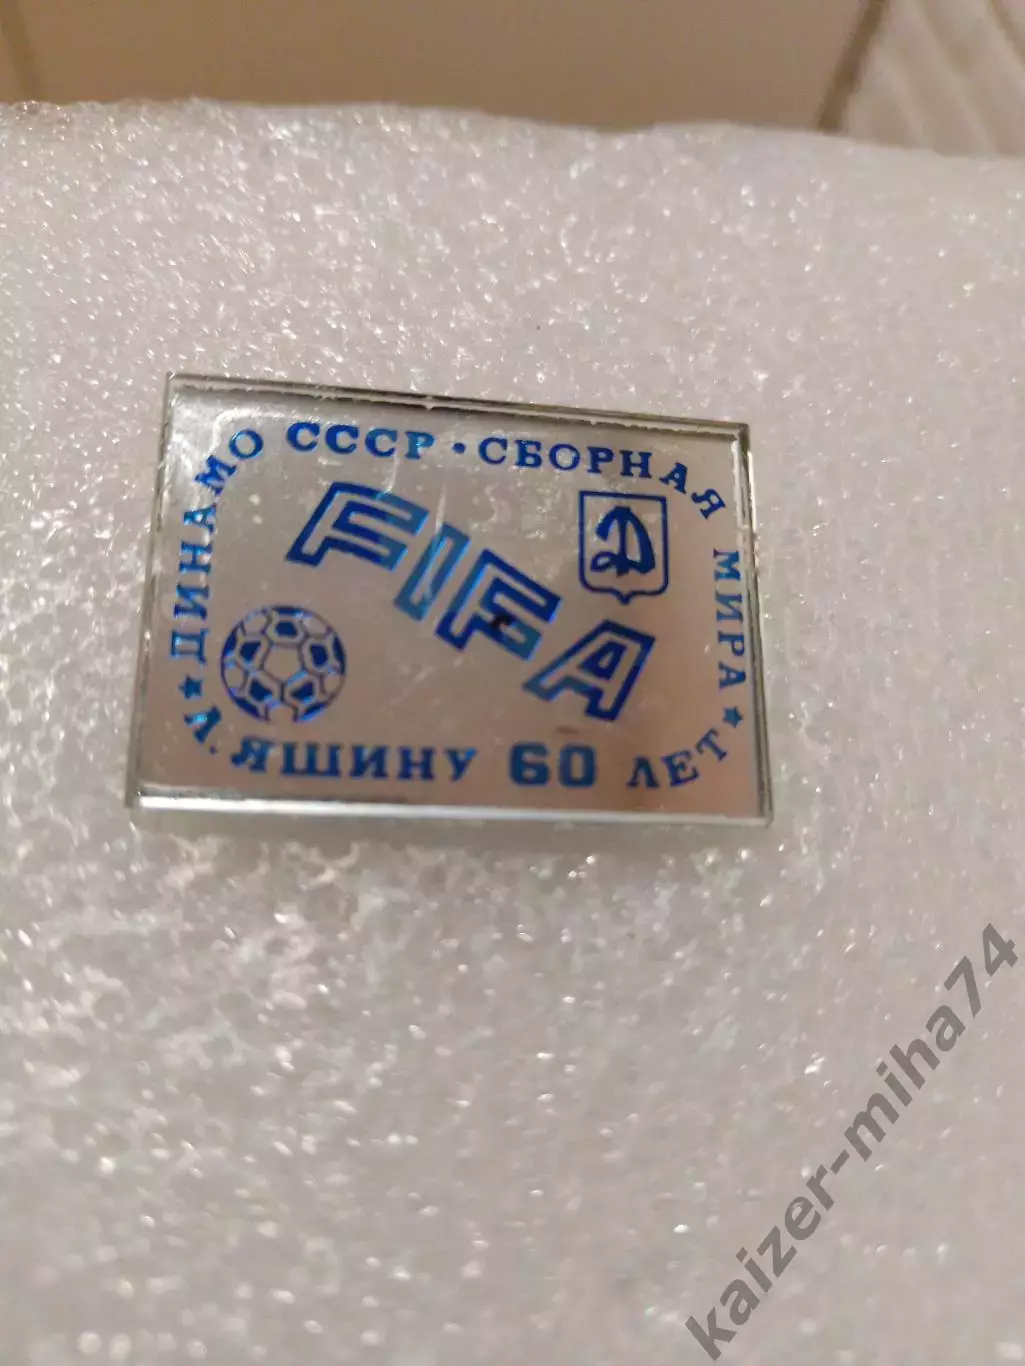 ★ ДИНАМО СССР • СБОРНАЯ МИРА ★
FIFA
Д
Л. ЯШИНУ 60 ЛЕТ
kaizer-miha74